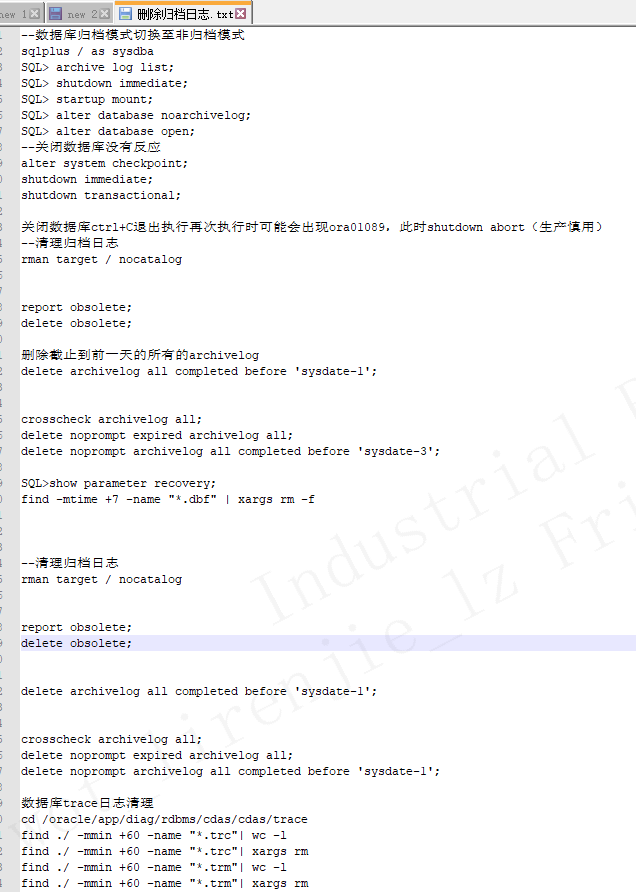 new 1
new 2
删除归档日志.txt
--数据库归档模式切换至非归档模式
sqlplus / as sysdba
SQL> archive log list;
SQL> shutdown immediate;
SQL> startup mount;
SQL> alter database noarchivelog;
SQL> alter database open;
--关闭数据库没有反应
alter system checkpoint;
shutdown immediate;
shutdown transactional;
关闭数据库ctrl+C退出执行再次执行时可能会出现ora01089，此时shutdown abort（生产慎用）
--清理归档日志
rman target / nocatalog
report obsolete;
delete obsolete;
删除截止到前一天的所有的archivelog
delete archivelog all completed before 'sysdate-1';
crosscheck archivelog all;
delete noprompt expired archivelog all;
delete noprompt archivelog all completed before 'sysdate-3';
SQL>show parameter recovery;
find -mtime +7 -name "*.dbf" | xargs rm -f
--清理归档日志
rman target / nocatalog
report obsolete;
delete obsolete;
delete archivelog all completed before 'sysdate-1';
crosscheck archivelog all;
delete noprompt expired archivelog all;
delete noprompt archivelog all completed before 'sysdate-1';
数据库trace日志清理
cd /oracle/app/diag/rdbms/cdas/cdas/trace
find ./ -mmin +60 -name "*.trc"| wc -l
find ./ -mmin +60 -name "*.trc"| xargs rm
find ./ -mmin +60 -name "*.trm"| wc -l
find ./ -mmin +60 -name "*.trm"| xargs rm
Industrial